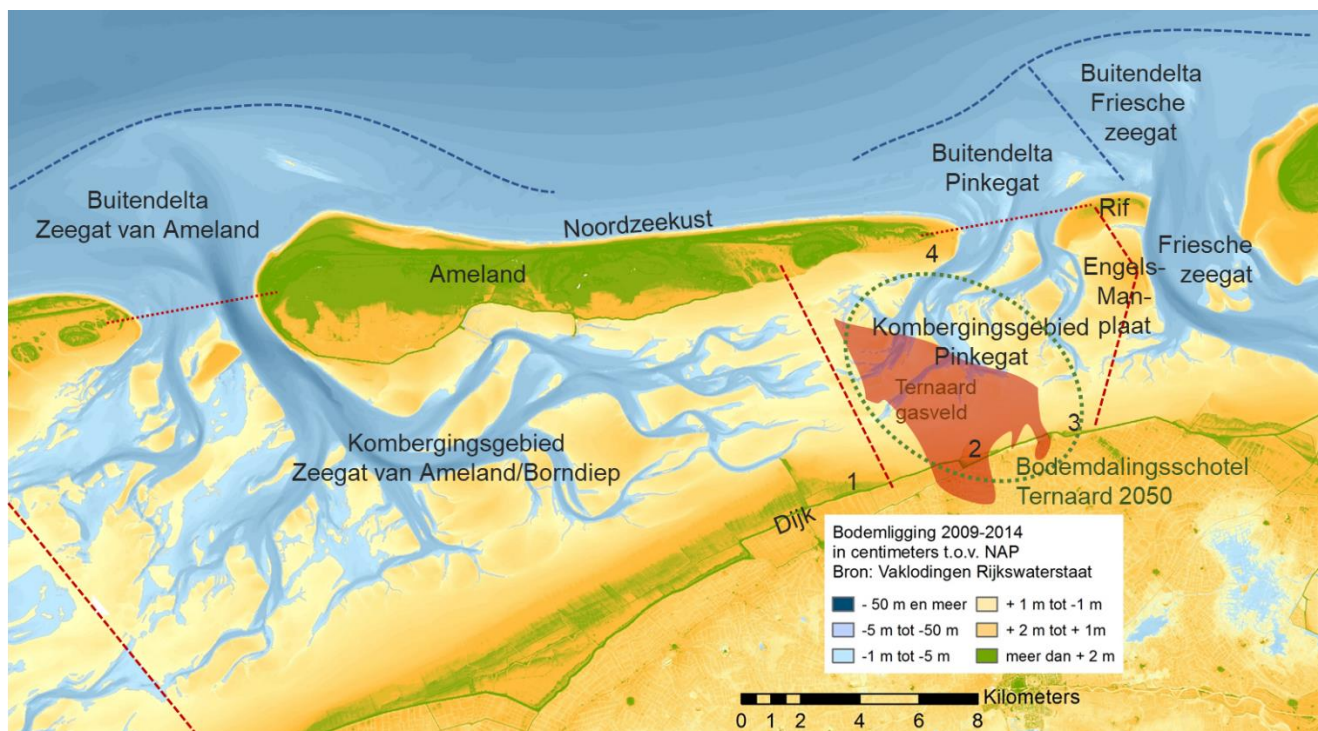 Buitendelta
Friesche
zeegat
Buitendelta
Pinkegat
Buitendelta
Zeegat van Ameland
Noordzeekust
Rif
Friesche
zeegat
4
Ameland
Engels-
Man-
plaat
Kombergingsgebied
Pinkegat
Ternaard
gasveld
3
Kombergingsgebied
Zeegat van Ameland/Borndiep
2
1
Bodemdalingsschotel
Ternaard 2050
Dijk
Bodemligging 2009-2014
in centimeters t.o.v. NAP
Bron: Vaklodingen Rijkswaterstaat
- 50 m en meer
-5 m tot -50 m
-1 m tot -5 m
+ 1 m tot -1 m
+ 2 m tot + 1m
meer dan + 2 m
Kilometers
0 1 2 4 6 8